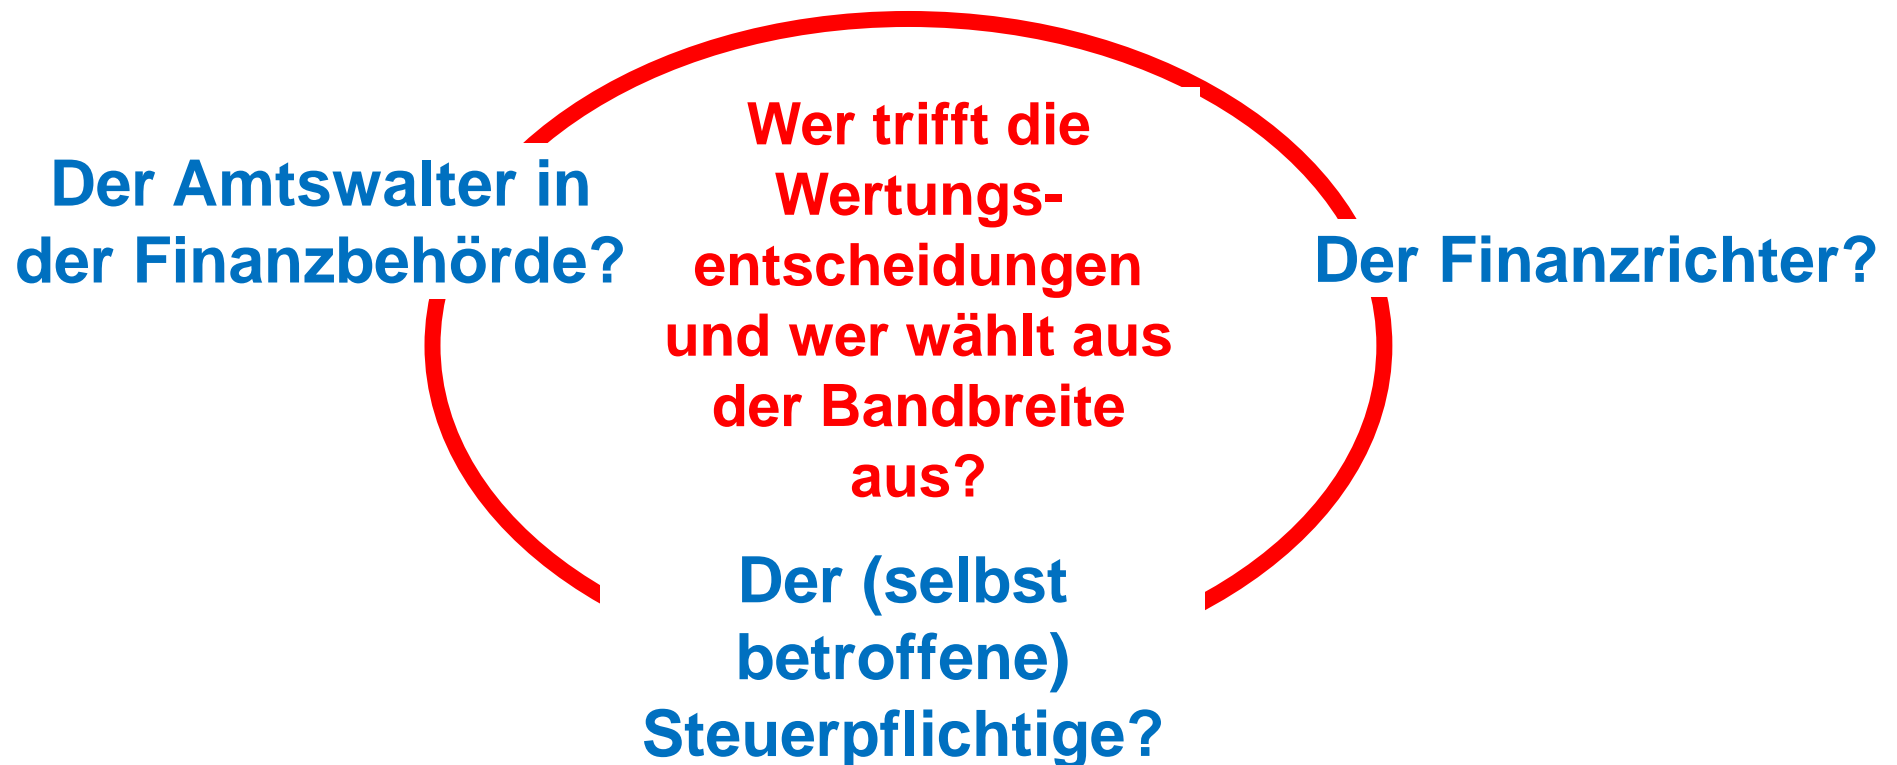 Wer trifft die
Wertungs-
entscheidungen
und wer wählt aus
der Bandbreite
aus?
Der Amtswalter in
der Finanzbehörde?
Der Finanzrichter?
Der (selbst
betroffene)
Steuerpflichtige?